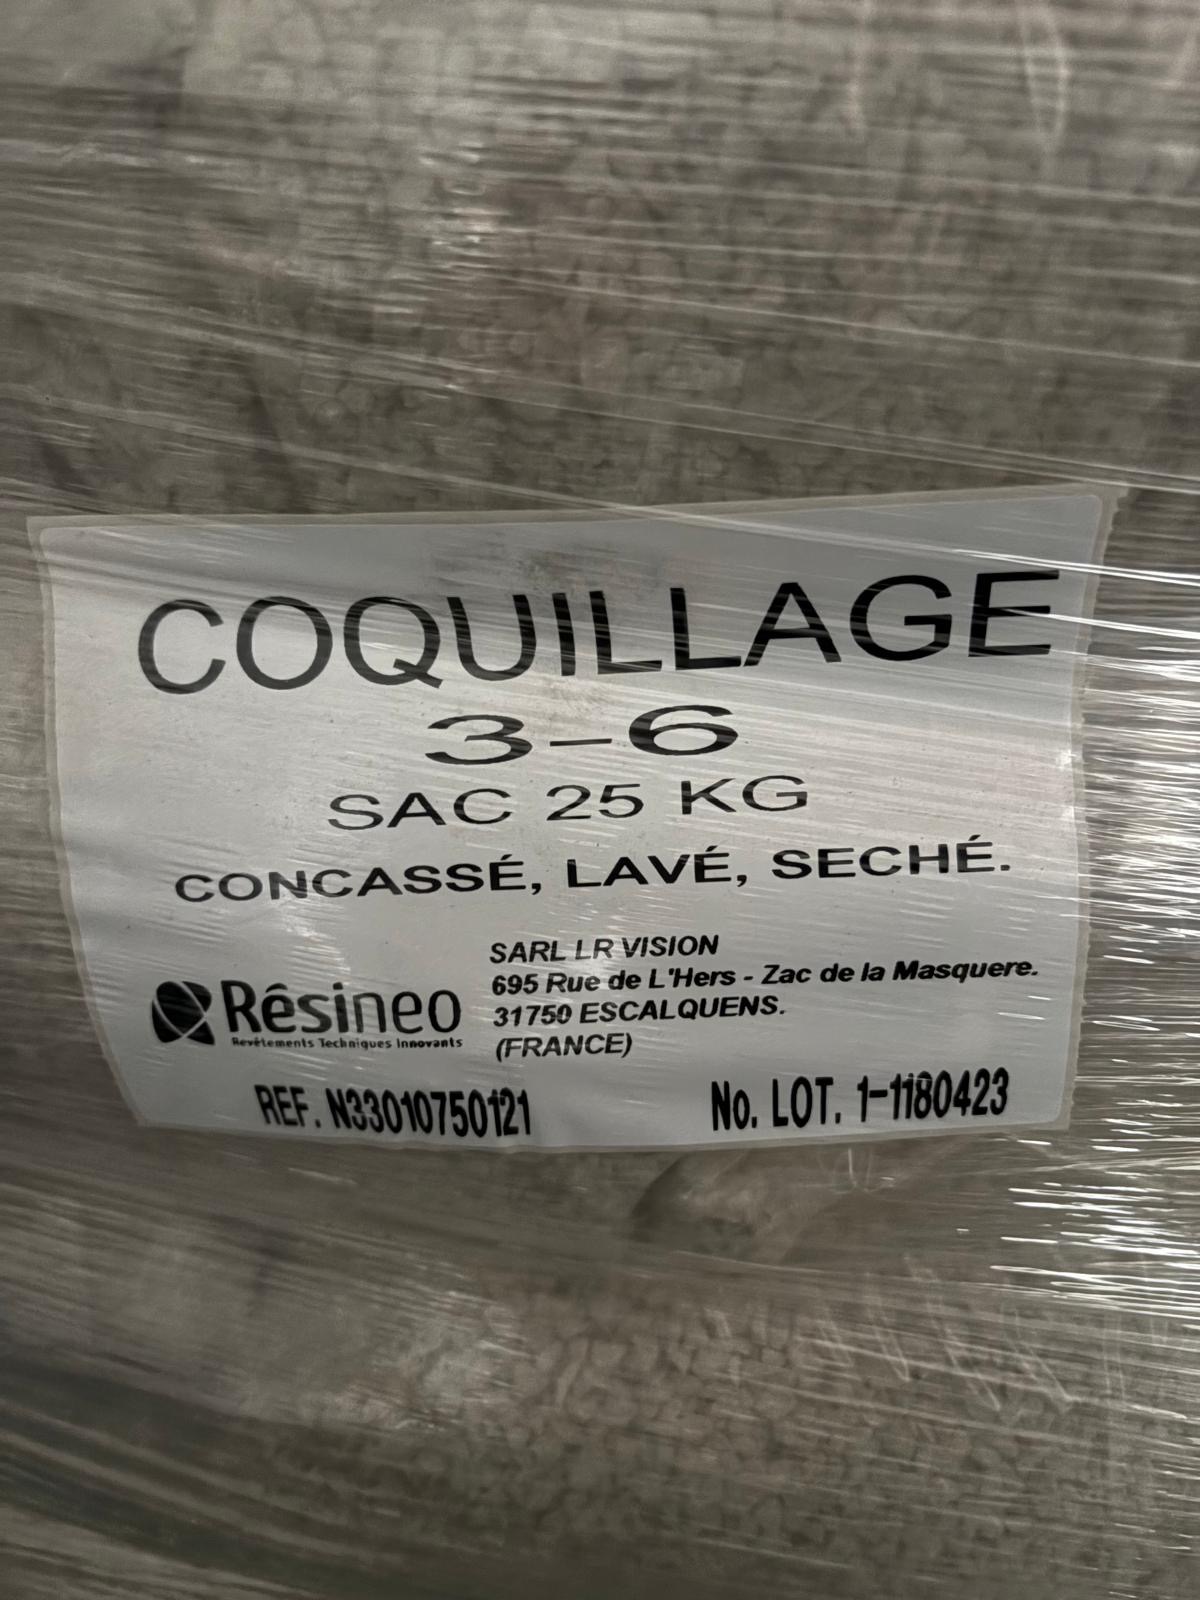 COQUILLAGE
3-6
SAC 25 KG
CONCASSÉ, LAVÉ, SECHÉ.
SARL LR VISION
695 Rue de L'Hers - Zac de la Masquere.
31750 ESCALQUENS.
(FRANCE)
Rêsineo
Revêtements Techniques Innovants
REF. N33010750121
No. LOT. 1-1180423